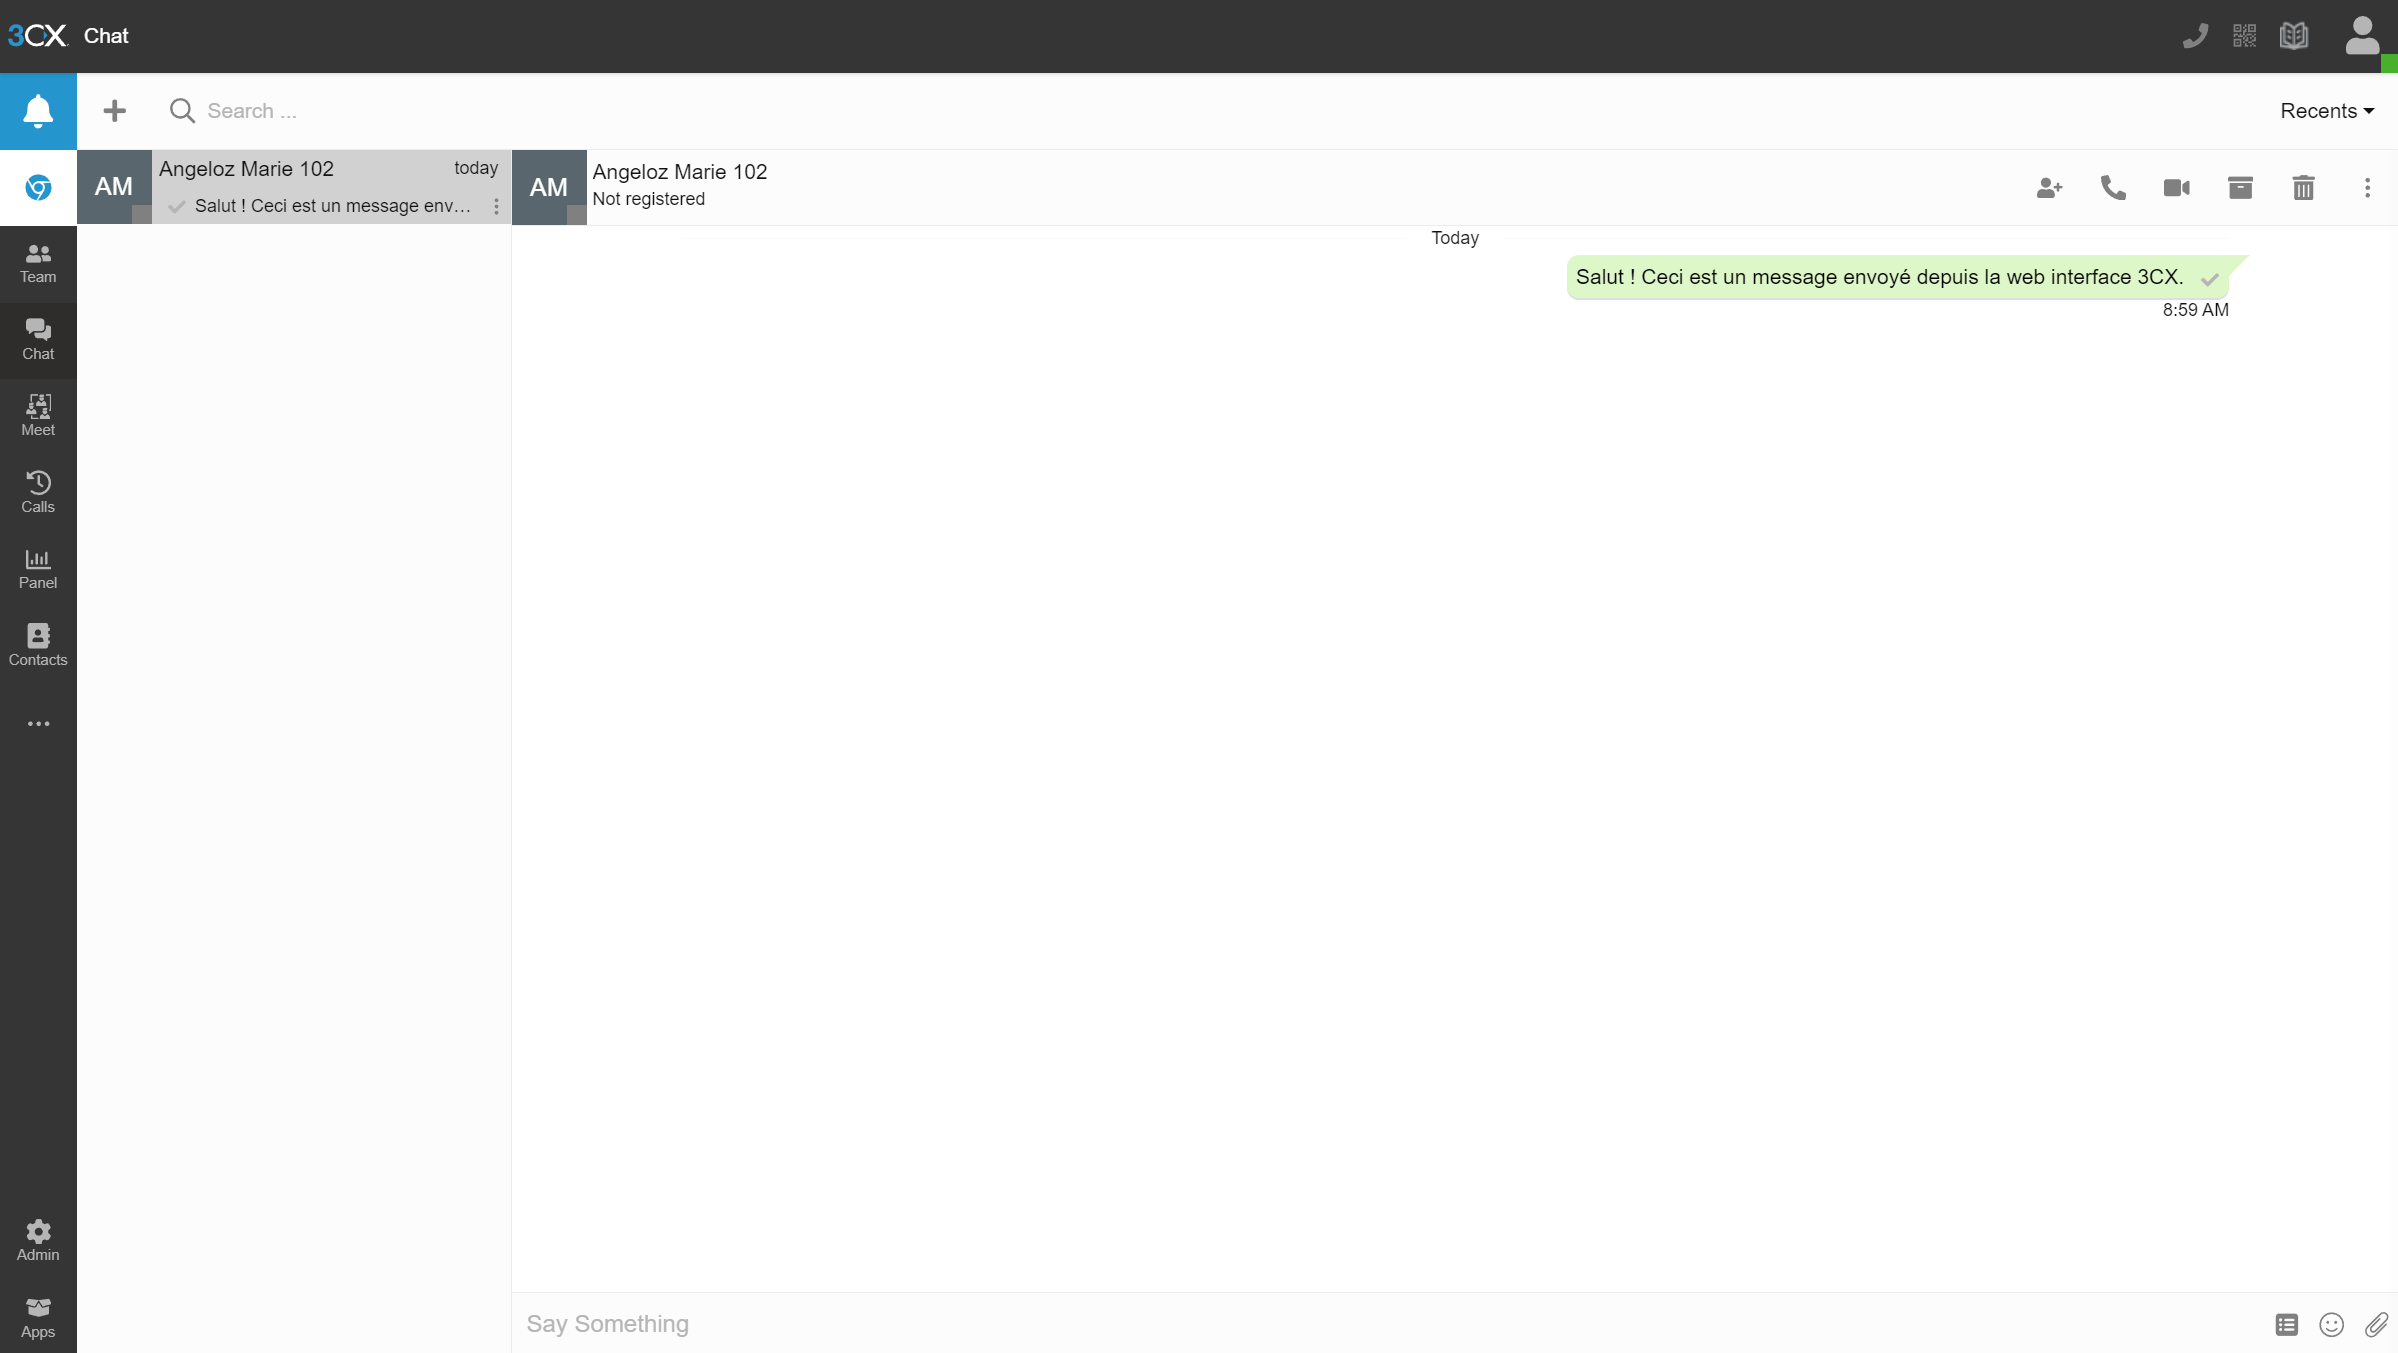 3CX Chat
Search ...
Recents
AM
Angeloz Marie 102
today
Salut ! Ceci est un message env...
AM
Angeloz Marie 102
Not registered
Team
Chat
Meet
Calls
Panel
Contacts
Admin
Apps
Today
Salut ! Ceci est un message envoyé depuis la web interface 3CX.
8:59 AM
Say Something